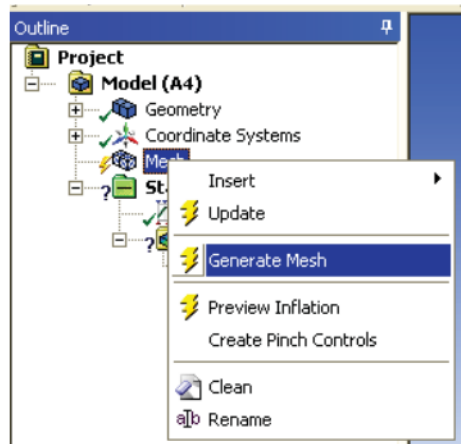 Outline
Project
Model (A4)
Geometry
Coordinate Systems
Mesh
Insert
Update
Generate Mesh
Preview Inflation
Create Pinch Controls
Clean
Rename